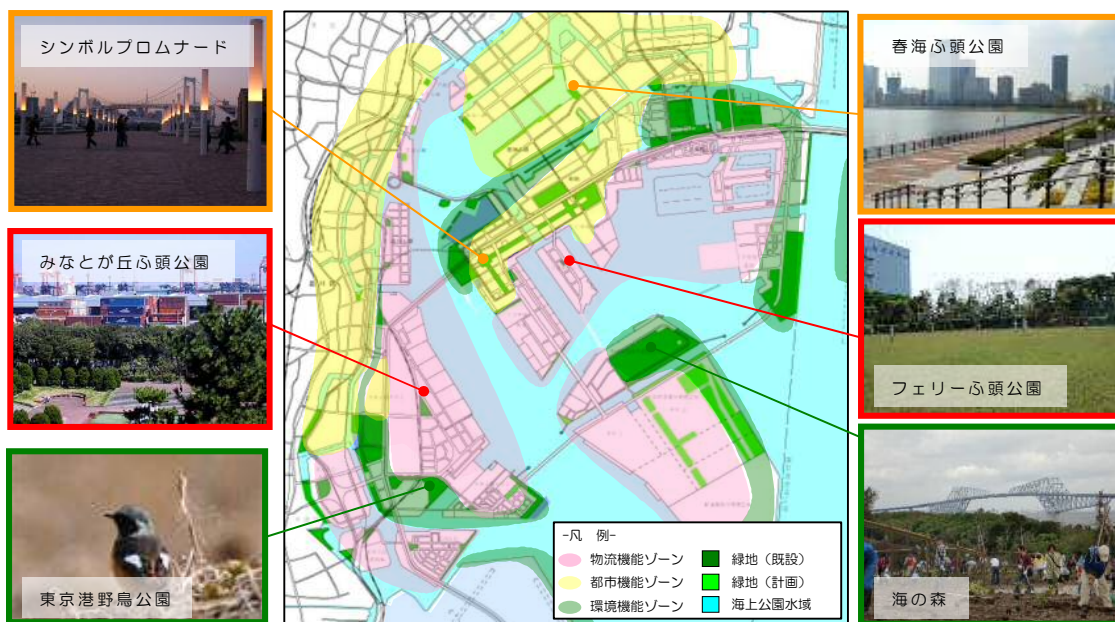 シンボルプロムナード
春海ふ頭公園
みなとが丘ふ頭公園
フェリーふ頭公園
東京港野鳥公園
海の森
-凡 例-
物流機能ゾーン
緑地（既設）
都市機能ゾーン
緑地（計画）
環境機能ゾーン
海上公園水域